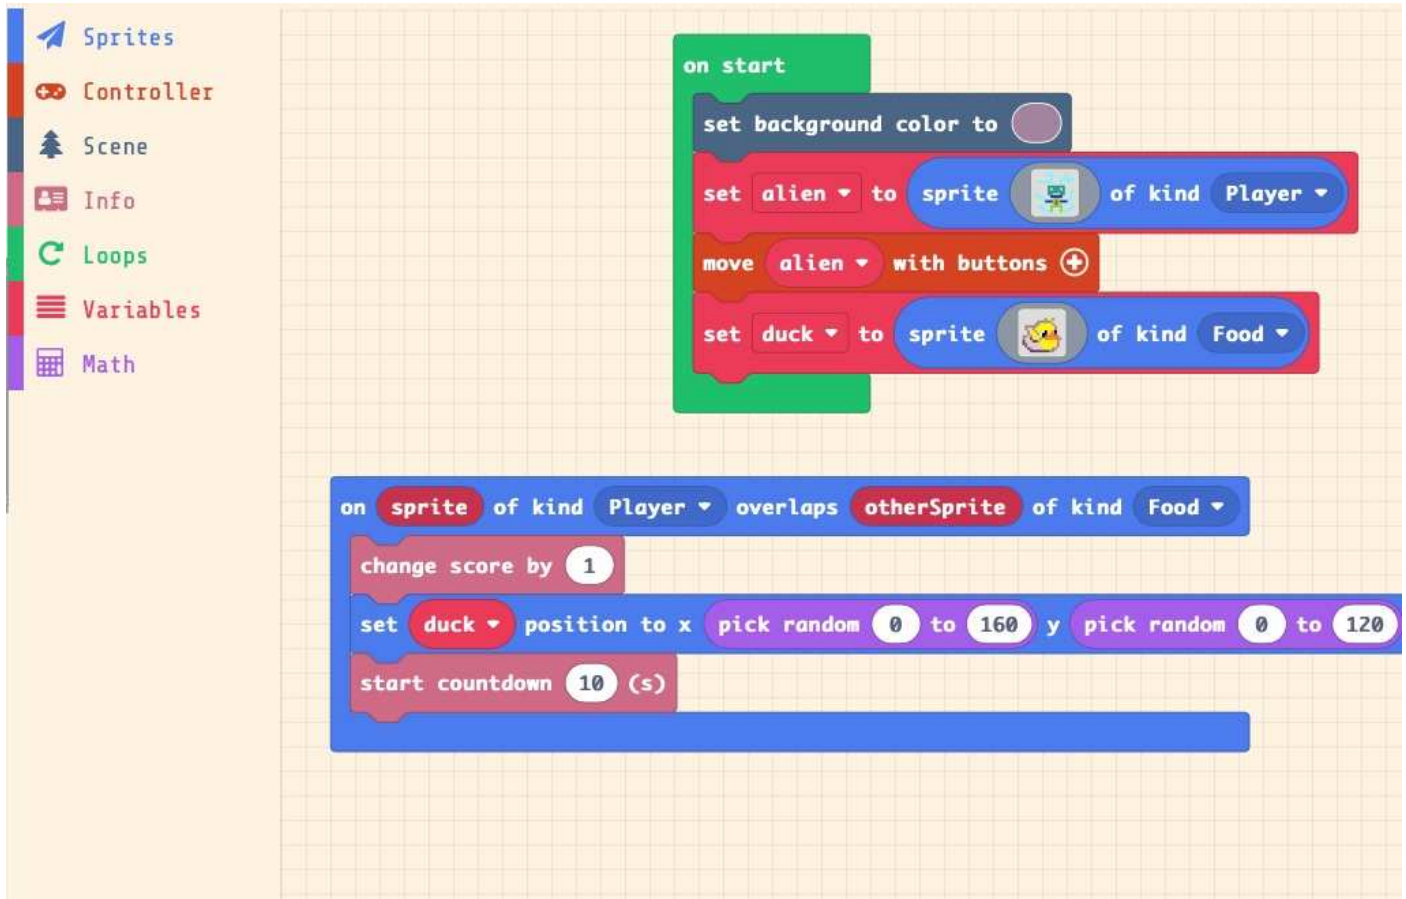 Sprites
Controller
Scene
Info
Loops
Variables
Math
on start
set background color to
set alien to sprite of kind Player
move alien with buttons
set duck to sprite of kind Food
on sprite of kind Player overlaps otherSprite of kind Food
change score by 1
set duck position to x pick random 0 to 160 y pick random 0 to 120
start countdown 10 (s)